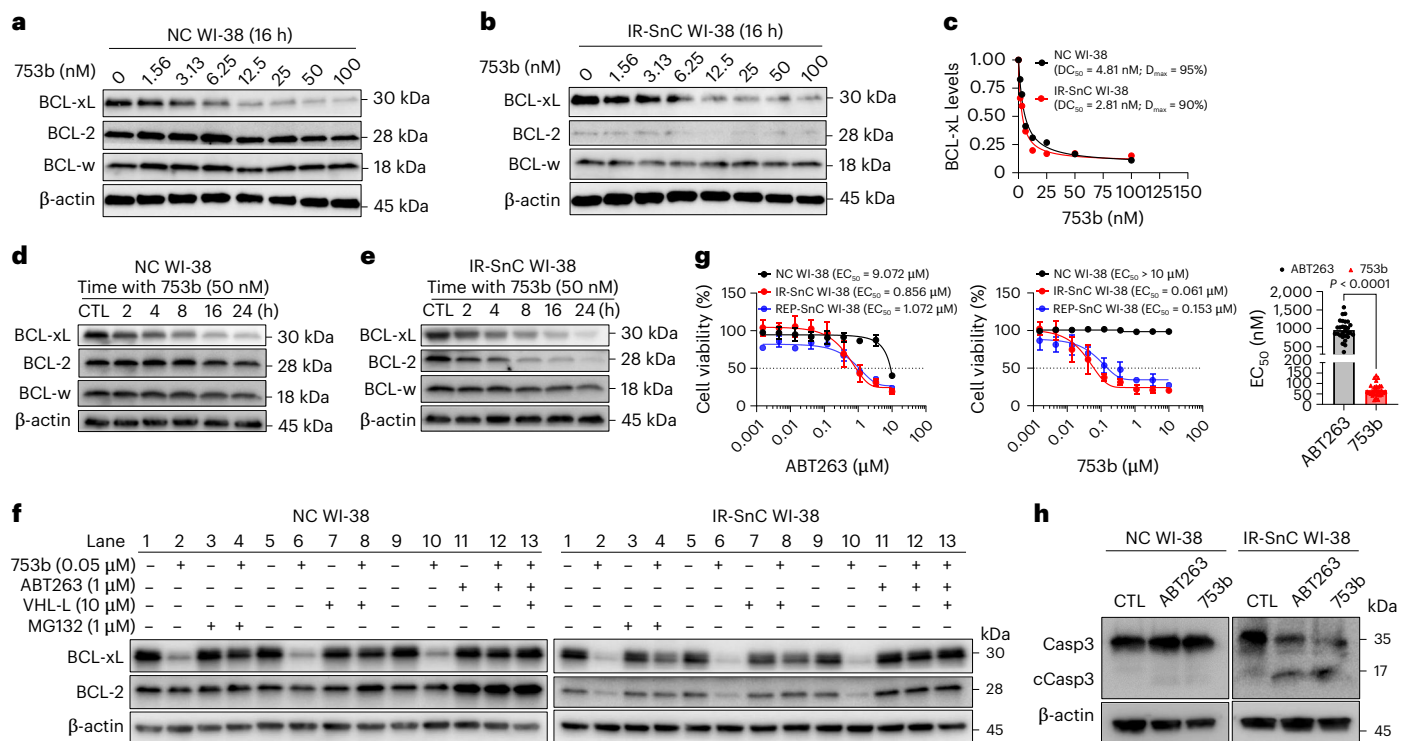 a
NC WI-38 (16 h)
753b (nM) 0 1.56 3.13 6.25 12.5 25 50 100
BCL-xL 30 kDa
BCL-2 28 kDa
BCL-w 18 kDa
β-actin 45 kDa
b
IR-SnC WI-38 (16 h)
753b (nM) 0 1.56 3.13 6.25 12.5 25 50 100
BCL-xL 30 kDa
BCL-2 28 kDa
BCL-w 18 kDa
β-actin 45 kDa
c
NC WI-38
(DC50 = 4.81 nM; Dmax = 95%)
IR-SnC WI-38
(DC50 = 2.81 nM; Dmax = 90%)
BCL-xL levels
1.00
0.75
0.50
0.25
0
0 25 50 75 100 125 150
753b (nM)
d
NC WI-38
Time with 753b (50 nM)
CTL 2 4 8 16 24 (h)
BCL-xL 30 kDa
BCL-2 28 kDa
BCL-w 18 kDa
β-actin 45 kDa
e
IR-SnC WI-38
Time with 753b (50 nM)
CTL 2 4 8 16 24 (h)
BCL-xL 30 kDa
BCL-2 28 kDa
BCL-w 18 kDa
β-actin 45 kDa
g
NC WI-38 (EC50 = 9.072 μM)
IR-SnC WI-38 (EC50 = 0.856 μM)
REP-SnC WI-38 (EC50 = 1.072 μM)
Cell viability (%)
150
100
50
0
0.001 0.01 0.1 1 10 100
ABT263 (μM)
NC WI-38 (EC50 > 10 μM)
IR-SnC WI-38 (EC50 = 0.061 μM)
REP-SnC WI-38 (EC50 = 0.153 μM)
Cell viability (%)
150
100
50
0
0.001 0.01 0.1 1 10 100
753b (μM)
ABT263 753b
P < 0.0001
EC50 (nM)
2,000
1500
1000
500
200
150
100
50
0
ABT263 753b
f
NC WI-38 IR-SnC WI-38
Lane 1 2 3 4 5 6 7 8 9 10 11 12 13 1 2 3 4 5 6 7 8 9 10 11 12 13
753b (0.05 μM) – + – + – + – + – + – + + – + – + – + – + – + – + +
ABT263 (1 μM) – – – – – – – – – – + + + – – – – – – – – – – + + +
VHL-L (10 μM) – – – – – – + + – – – – + – – – – – – + + – – – – +
MG132 (1 μM) – – + + – – – – – – – – – – – + + – – – – – – – – –
kDa
BCL-xL 30
BCL-2 28
β-actin 45
h
NC WI-38 IR-SnC WI-38
CTL ABT263 753b CTL ABT263 753b
kDa
Casp3 35
cCasp3 17
β-actin 45